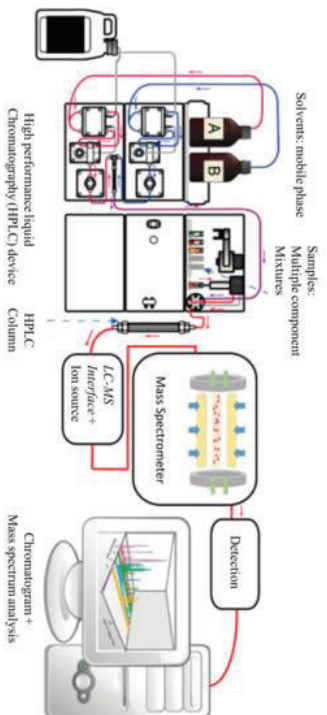 Solvents: mobile phase
A
B
High performance liquid
Chromatography (HPLC) device
Samples:
Multiple component
Mixtures
HPLC
Column
LC-MS
Interface +
Ion source
Mass Spectrometer
Detection
Chromatogram +
Mass spectrum analysis